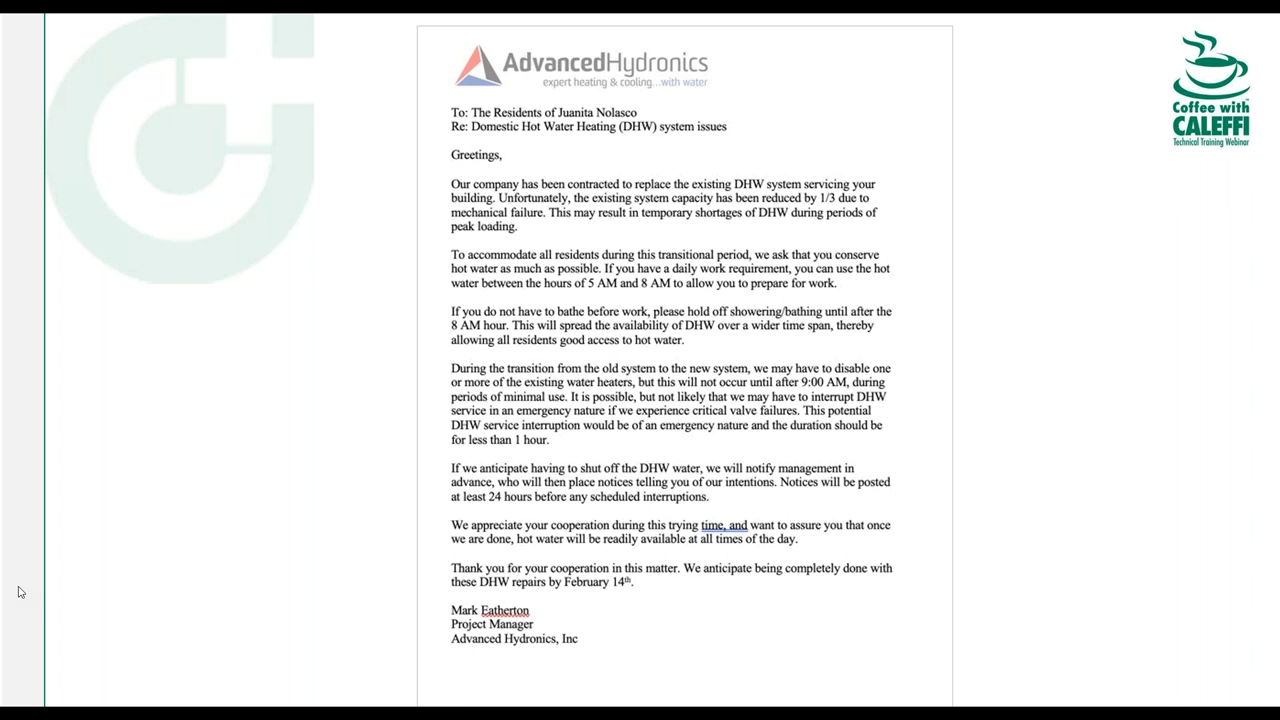 AdvancedHydronics
expert heating & cooling...with water
Coffee with
CALEFFI
Technical Training Webinar
To: The Residents of Juanita Nolasco
Re: Domestic Hot Water Heating (DHW) system issues
Greetings,
Our company has been contracted to replace the existing DHW system servicing your
building. Unfortunately, the existing system capacity has been reduced by 1/3 due to
mechanical failure. This may result in temporary shortages of DHW during periods of
peak loading.
To accommodate all residents during this transitional period, we ask that you conserve
hot water as much as possible. If you have a daily work requirement, you can use the hot
water between the hours of 5 AM and 8 AM to allow you to prepare for work.
If you do not have to bathe before work, please hold off showering/bathing until after the
8 AM hour. This will spread the availability of DHW over a wider time span, thereby
allowing all residents good access to hot water.
During the transition from the old system to the new system, we may have to disable one
or more of the existing water heaters, but this will not occur until after 9:00 AM, during
periods of minimal use. It is possible, but not likely that we may have to interrupt DHW
service in an emergency nature if we experience critical valve failures. This potential
DHW service interruption would be of an emergency nature and the duration should be
for less than 1 hour.
If we anticipate having to shut off the DHW water, we will notify management in
advance, who will then place notices telling you of our intentions. Notices will be posted
at least 24 hours before any scheduled interruptions.
We appreciate your cooperation during this trying time, and want to assure you that once
we are done, hot water will be readily available at all times of the day.
Thank you for your cooperation in this matter. We anticipate being completely done with
these DHW repairs by February 14th.
Mark Eatherton
Project Manager
Advanced Hydronics, Inc